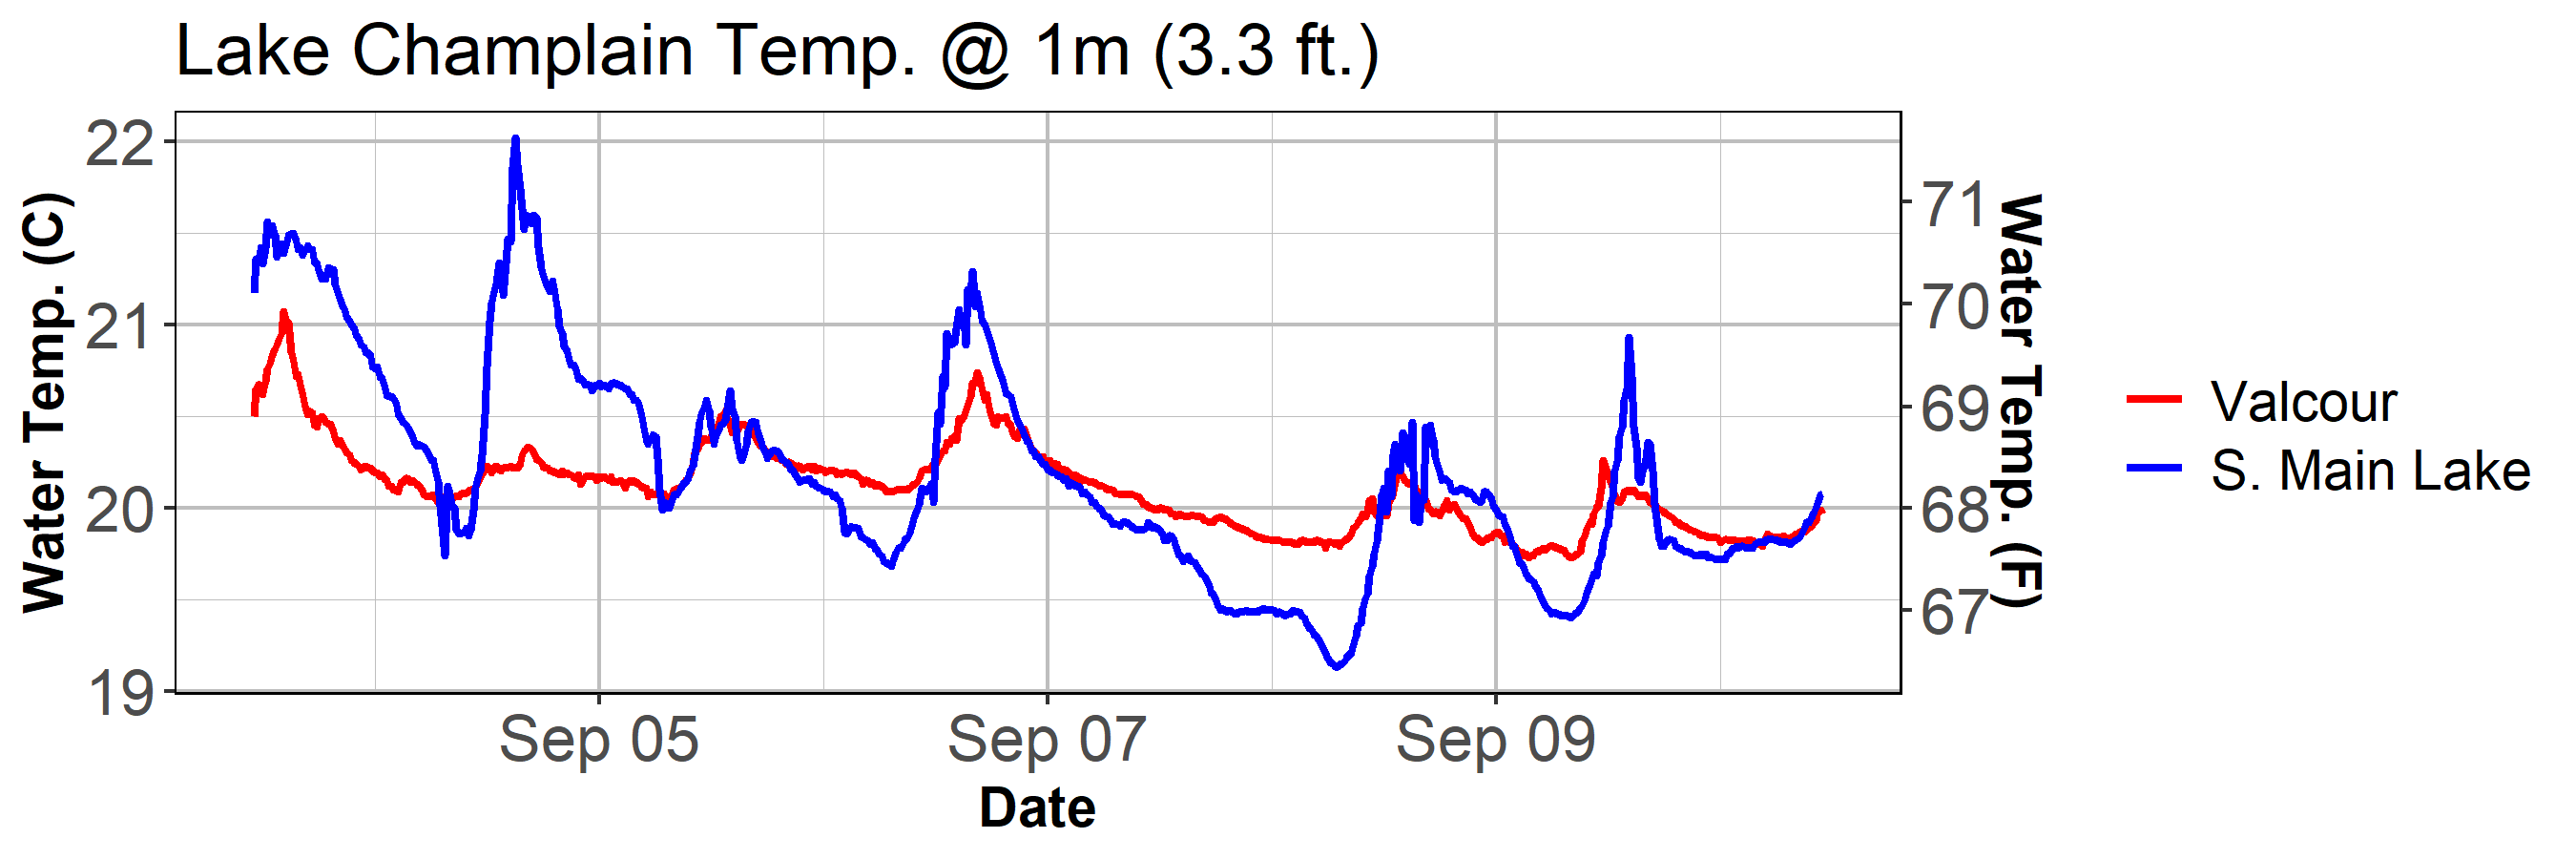 Lake Champlain Temp. @ 1m (3.3 ft.)
Water Temp. (C)
22
21
20
19
Sep 05
Sep 07
Sep 09
Date
71
70
69
68
67
Water Temp. (F)
Valcour
S. Main Lake